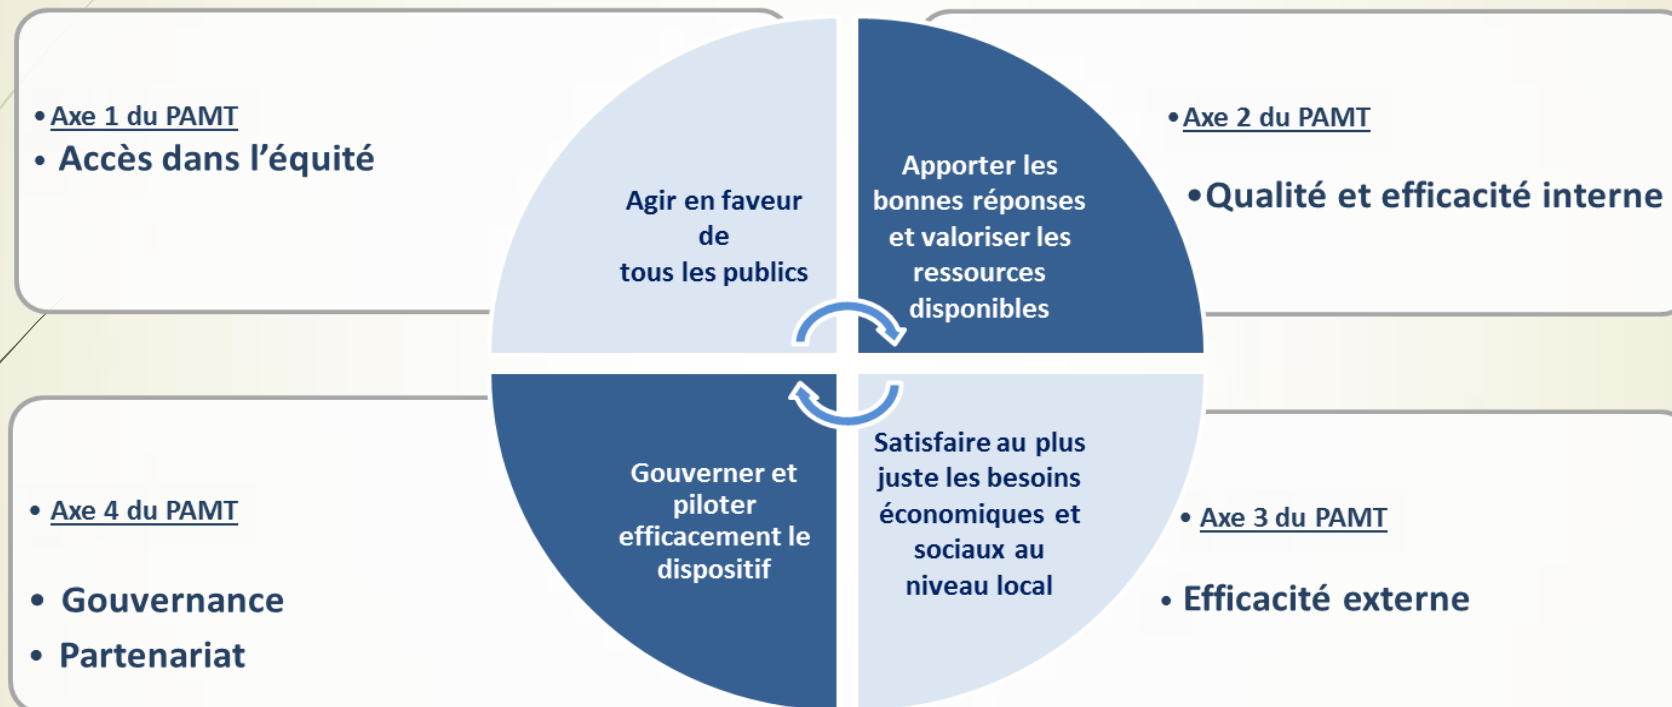 • Axe 1 du PAMT
• Accès dans l’équité
Agir en faveur
de
tous les publics
Apporter les
bonnes réponses
et valoriser les
ressources
disponibles
• Axe 2 du PAMT
• Qualité et efficacité interne
• Axe 4 du PAMT
• Gouvernance
• Partenariat
Gouverner et
piloter
efficacement le
dispositif
Satisfaire au plus
juste les besoins
économiques et
sociaux au
niveau local
• Axe 3 du PAMT
• Efficacité externe